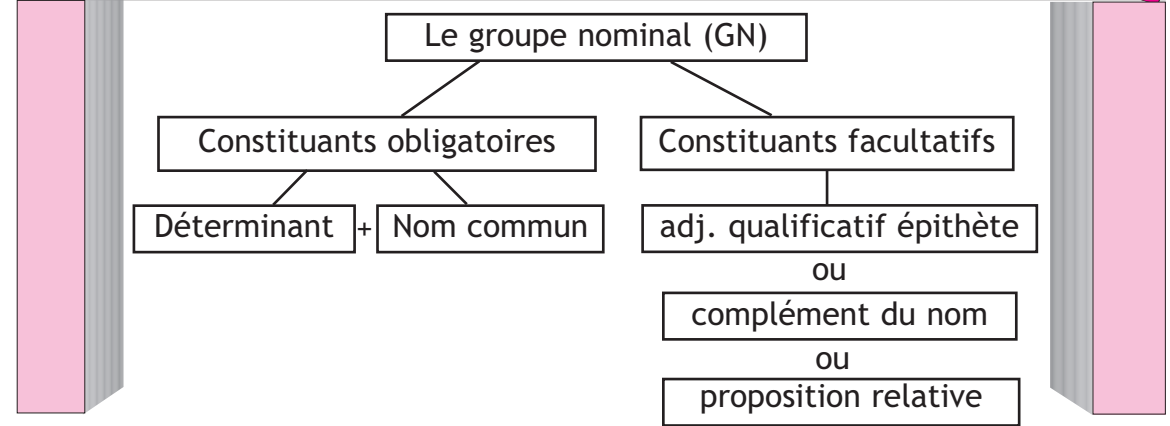 Le groupe nominal (GN)
Constituants obligatoires
Constituants facultatifs
Déterminant + Nom commun
adj. qualificatif épithète
ou
complément du nom
ou
proposition relative